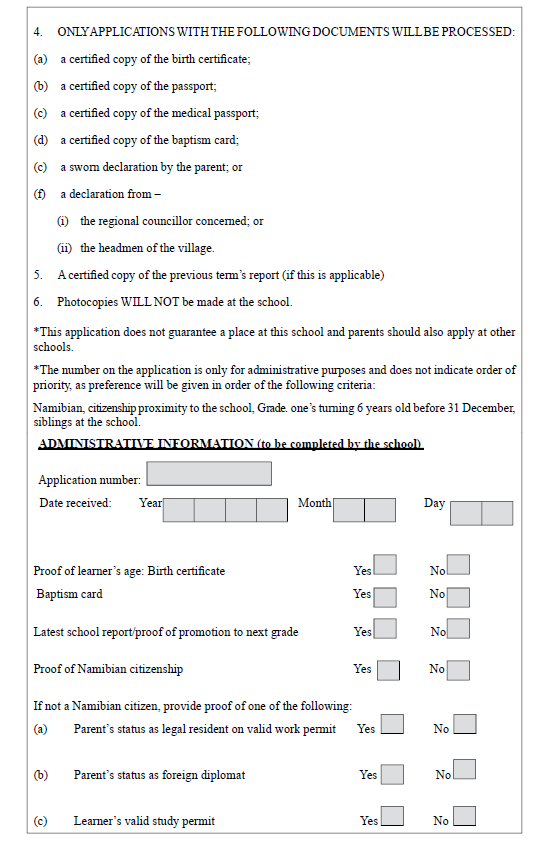 4. ONLY APPLICATIONS WITH THE FOLLOWING DOCUMENTS WILL BE PROCESSED:
(a) a certified copy of the birth certificate;
(b) a certified copy of the passport;
(c) a certified copy of the medical passport;
(d) a certified copy of the baptism card;
(c) a sworn declaration by the parent; or
(f) a declaration from –
(i) the regional councillor concerned; or
(ii) the headmen of the village.
5. A certified copy of the previous term's report (if this is applicable)
6. Photocopies WILL NOT be made at the school.
*This application does not guarantee a place at this school and parents should also apply at other
schools.
*The number on the application is only for administrative purposes and does not indicate order of
priority, as preference will be given in order of the following criteria:
Namibian, citizenship proximity to the school, Grade. one's turning 6 years old before 31 December,
siblings at the school.
ADMINISTRATIVE INFORMATION (to be completed by the school)
Application number:
Date received: Year Month Day
Proof of learner's age: Birth certificate Yes No
Baptism card Yes No
Latest school report/proof of promotion to next grade Yes No
Proof of Namibian citizenship Yes No
If not a Namibian citizen, provide proof of one of the following:
(a) Parent's status as legal resident on valid work permit Yes No
(b) Parent's status as foreign diplomat Yes No
(c) Learner's valid study permit Yes No